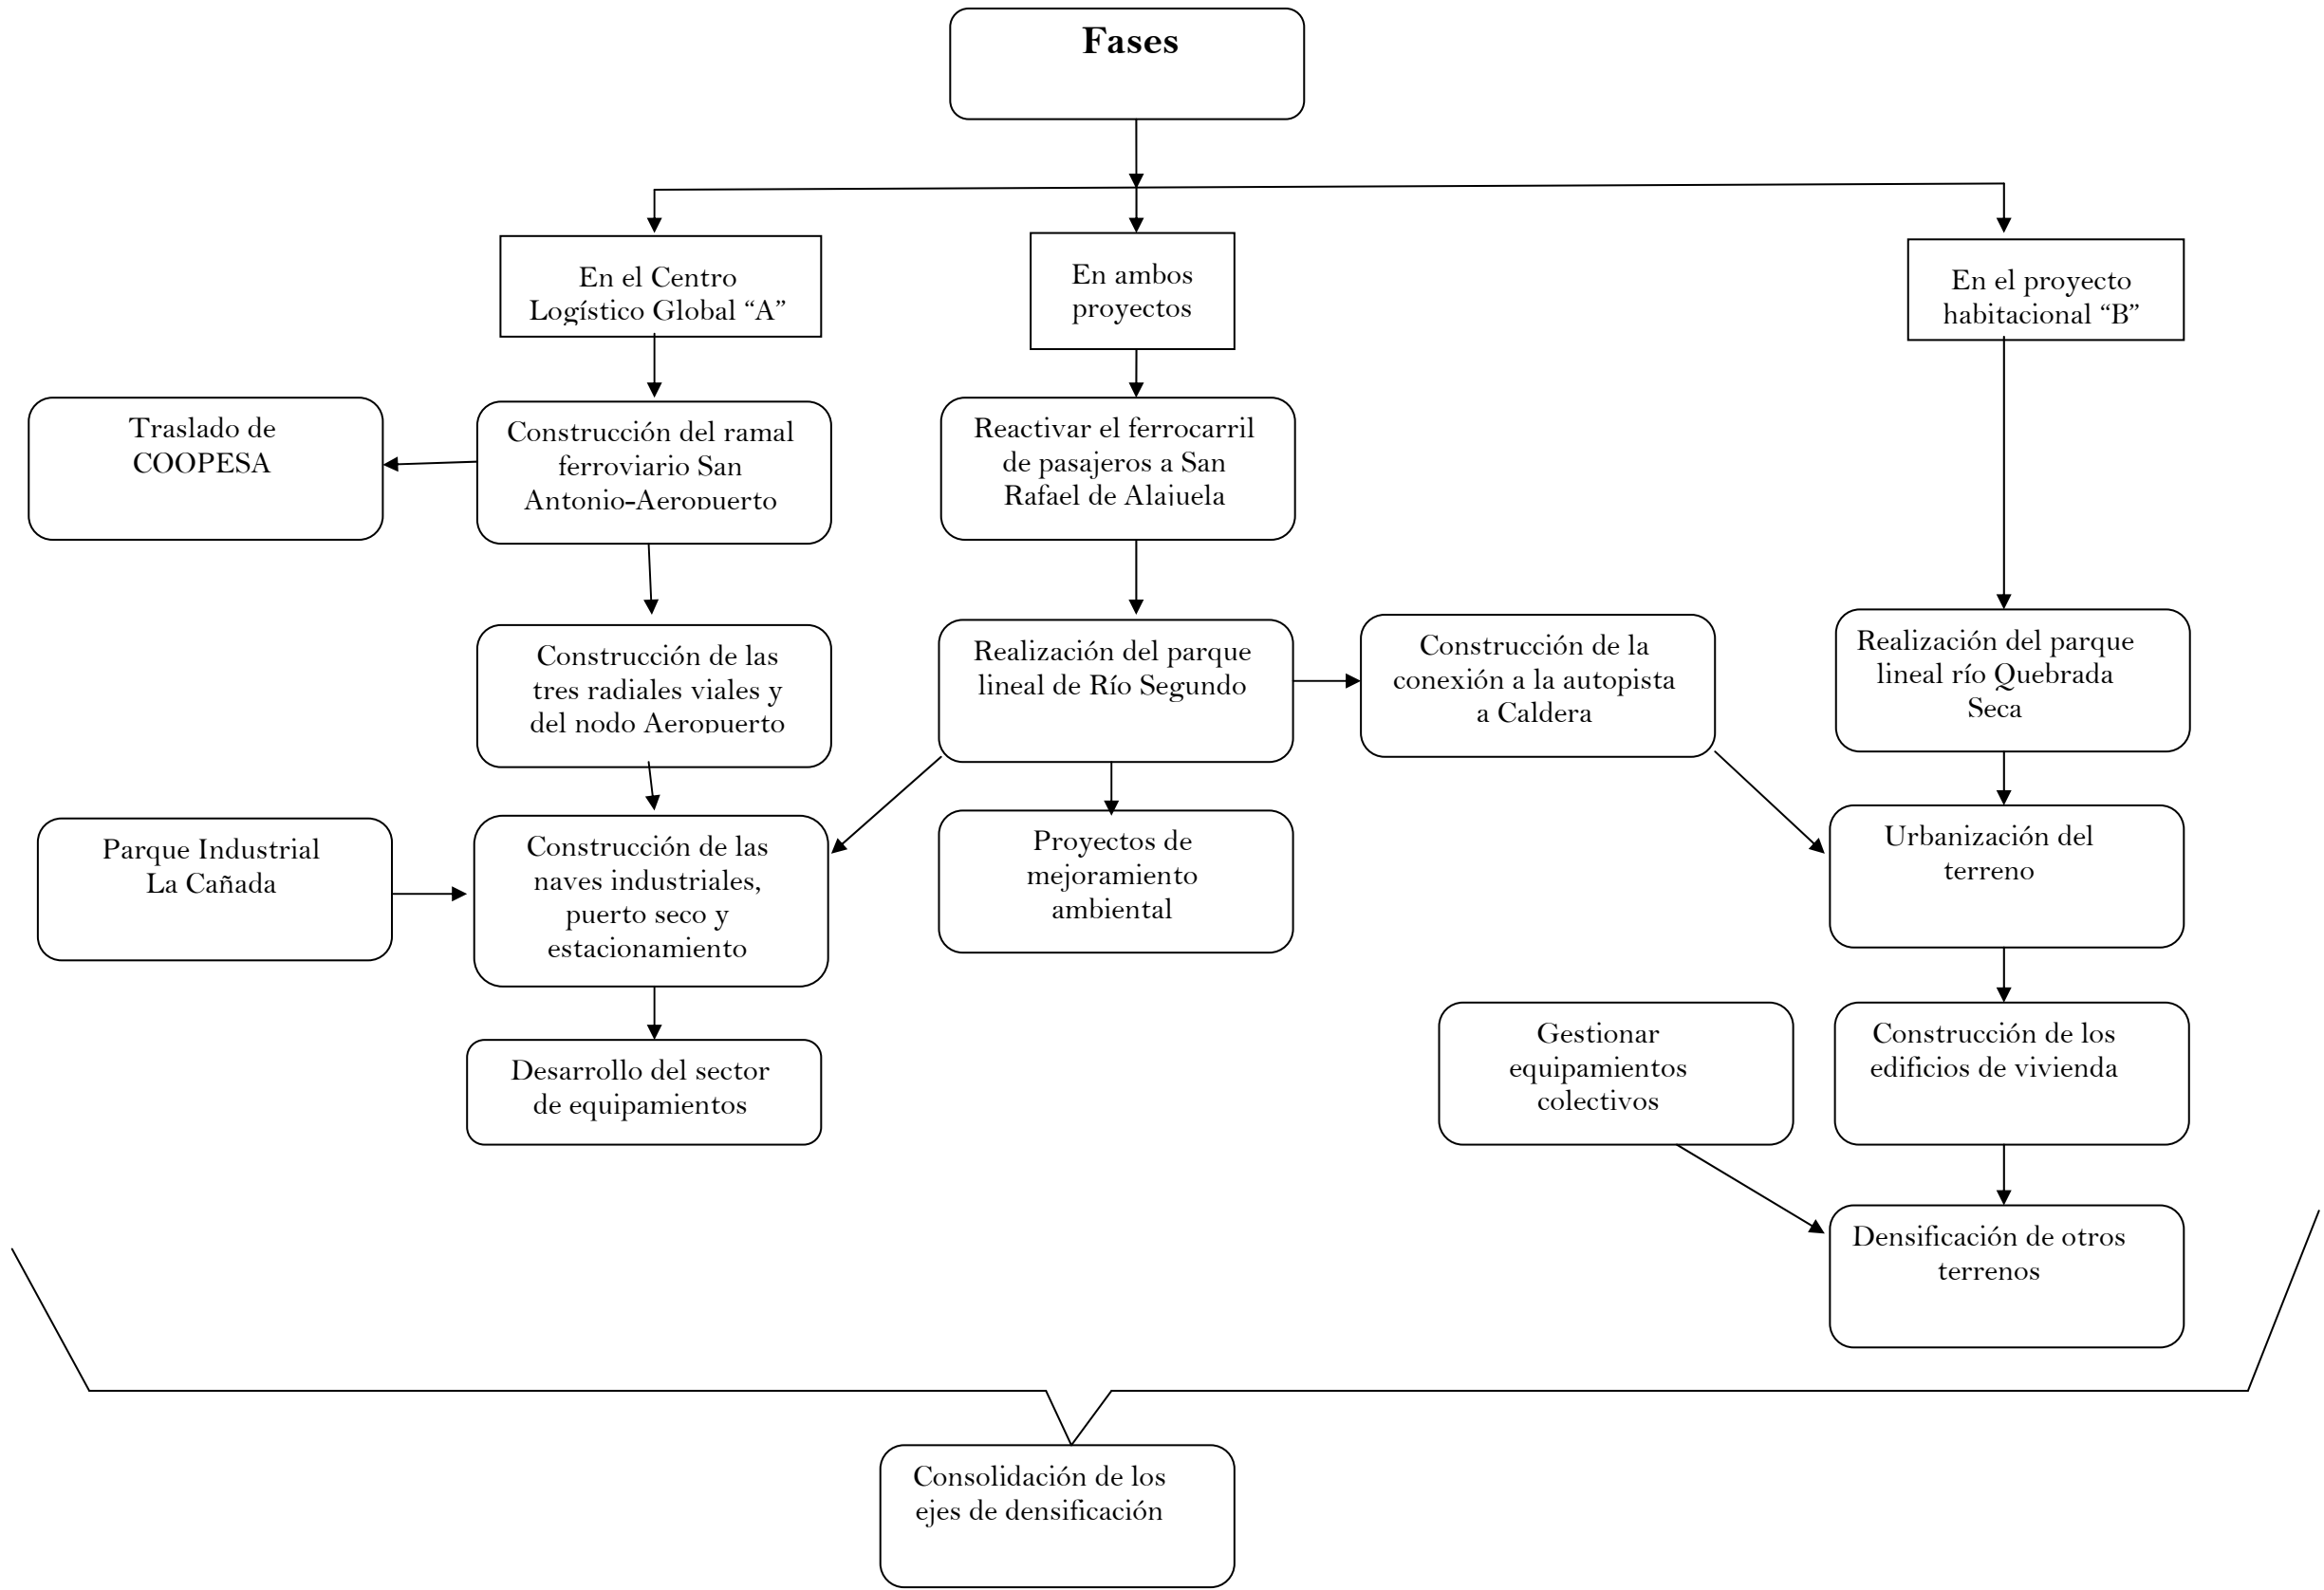 Fases
En el Centro
Logístico Global “A”
En ambos
proyectos
En el proyecto
habitacional “B”
Traslado de
COOPESA
Construcción del ramal
ferroviario San
Antonio-Aeropuerto
Reactivar el ferrocarril
de pasajeros a San
Rafael de Alajuela
Construcción de las
tres radiales viales y
del nodo Aeropuerto
Realización del parque
lineal de Río Segundo
Construcción de la
conexión a la autopista
a Caldera
Realización del parque
lineal río Quebrada
Seca
Parque Industrial
La Cañada
Construcción de las
naves industriales,
puerto seco y
estacionamiento
Proyectos de
mejoramiento
ambiental
Urbanización del
terreno
Desarrollo del sector
de equipamientos
Gestionar
equipamientos
colectivos
Construcción de los
edificios de vivienda
Densificación de otros
terrenos
Consolidación de los
ejes de densificación